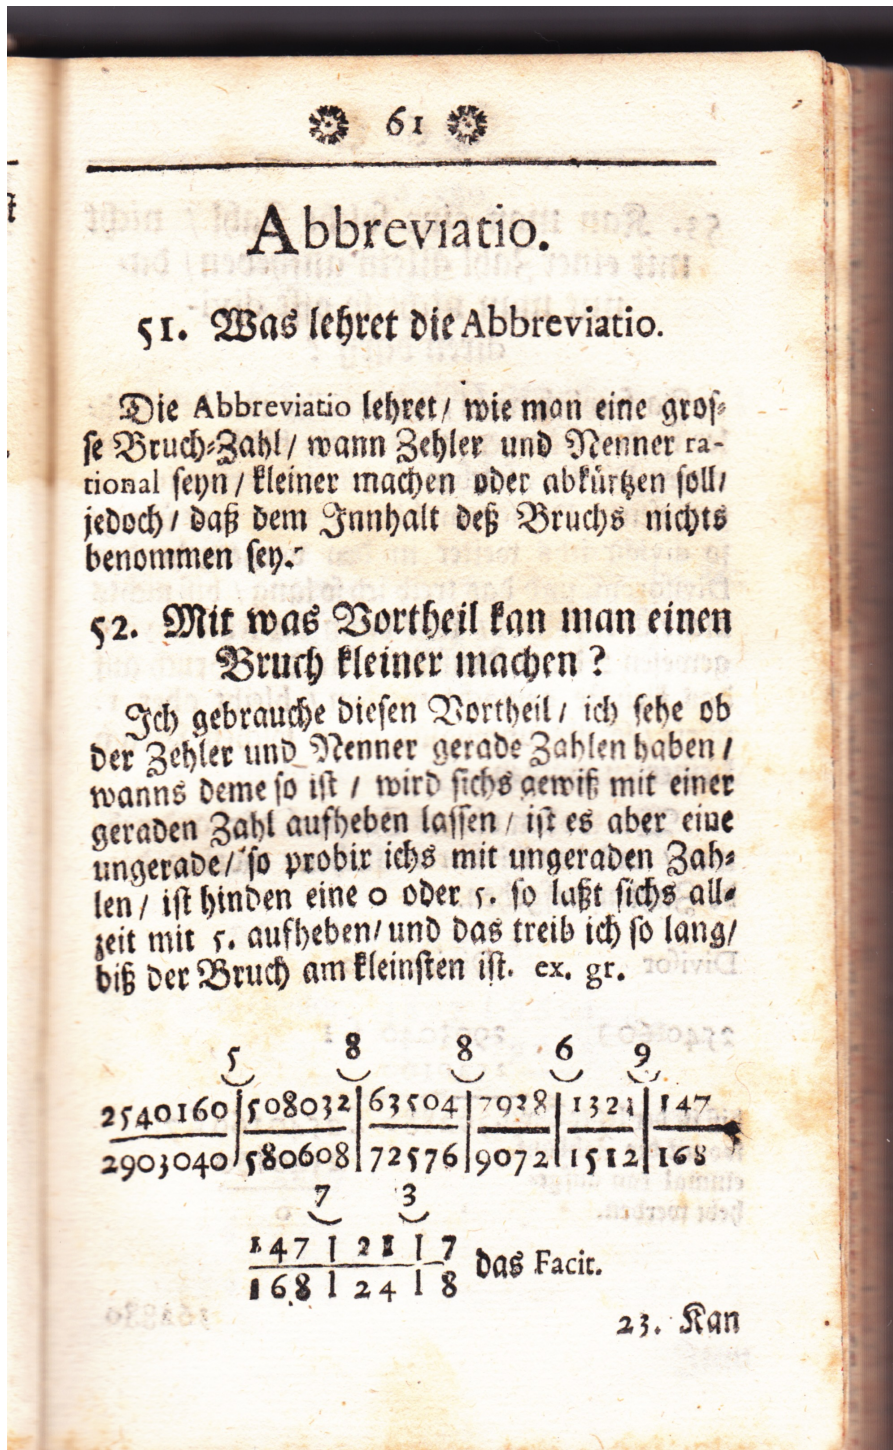 61
Abbreviatio.
51. Was lehret die Abbreviatio.
Die Abbreviatio lehret/ wie man eine gros-
se Bruch-Zahl/ wann Zehler und Nenner ra-
tional seyn/ kleiner machen oder abkürtzen soll/
jedoch/ daß dem Innhalt deß Bruchs nichts
benommen sey.
52. Mit was Vortheil kan man einen
Bruch kleiner machen?
Ich gebrauche diesen Vortheil/ ich sehe ob
der Zehler und Nenner gerade Zahlen haben/
wanns deme so ist/ wird sichs gewiß mit einer
geraden Zahl aufheben lassen/ ist es aber eine
ungerade/ so probir ichs mit ungeraden Zah-
len/ ist hinden eine 0 oder 5. so laßt sichs all-
zeit mit 5. aufheben/ und das treib ich so lang/
biß der Bruch am kleinsten ist. ex. gr.
5 8 8 6 9
2540160|508032|63504|7938|1323|147
2903040|580608|72576|9072|1512|168
7 3
147|21|7
168|24|8 das Facit.
23. Kan